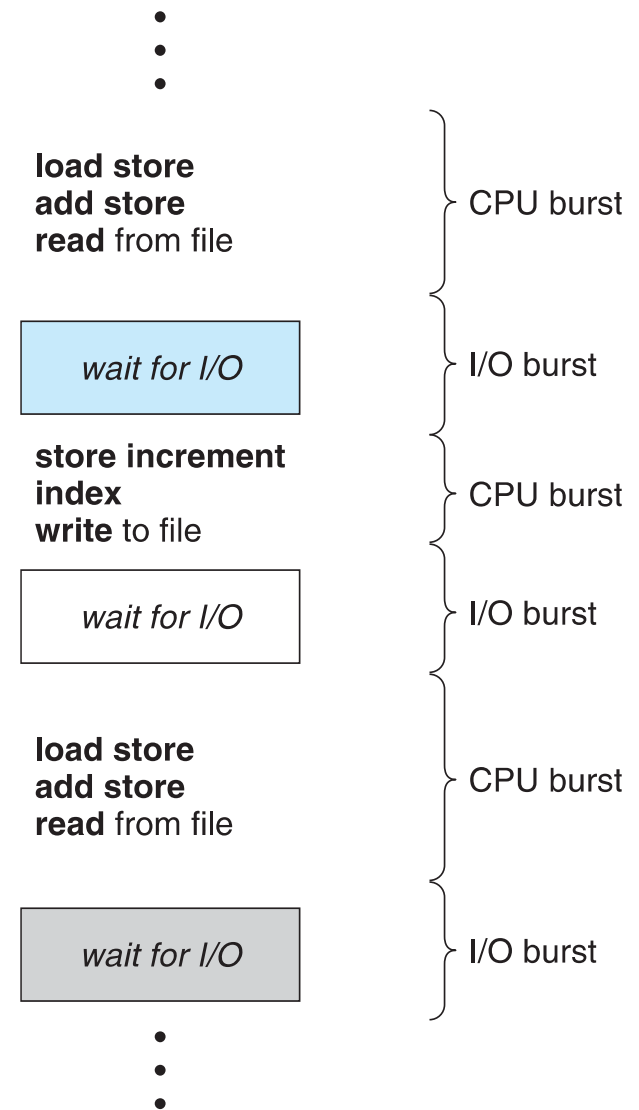 load store
add store
read from file
CPU burst
wait for I/O
I/O burst
store increment
index
write to file
CPU burst
wait for I/O
I/O burst
load store
add store
read from file
CPU burst
wait for I/O
I/O burst